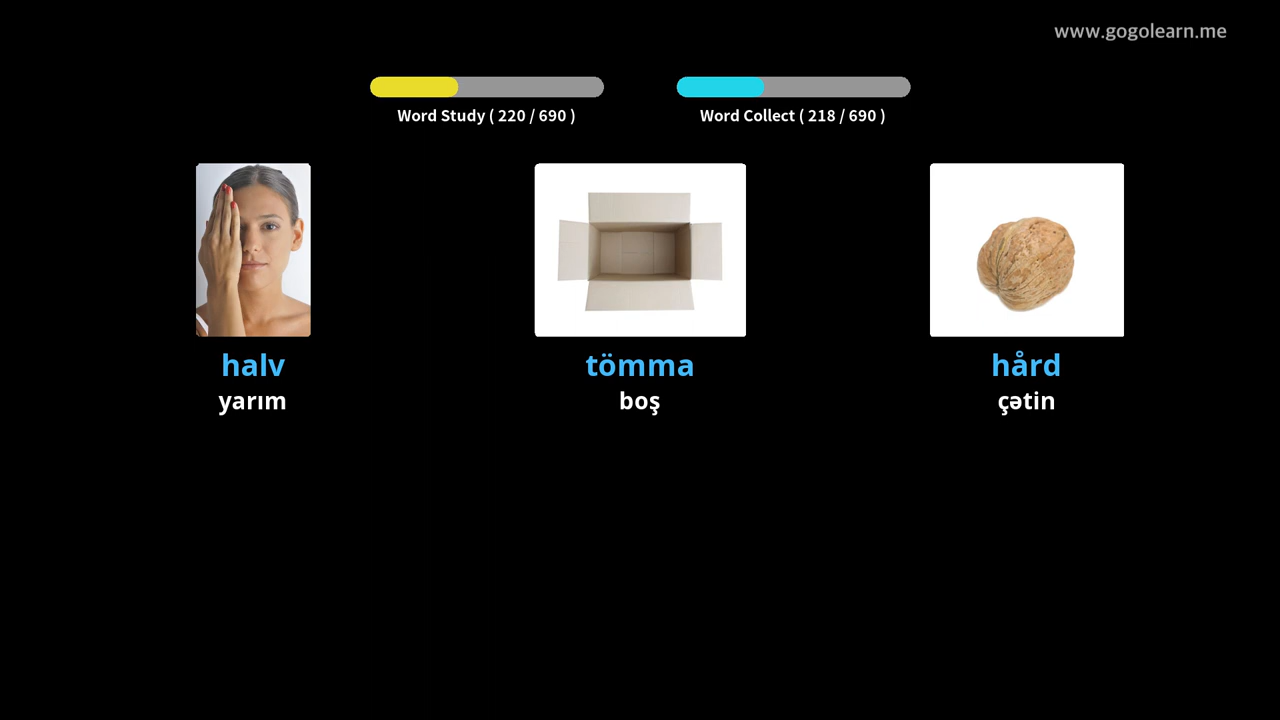 www.gogolearn.me
Word Study ( 220 / 690 )
Word Collect ( 218 / 690 )
halv
yarım
tömma
boş
hård
çətin